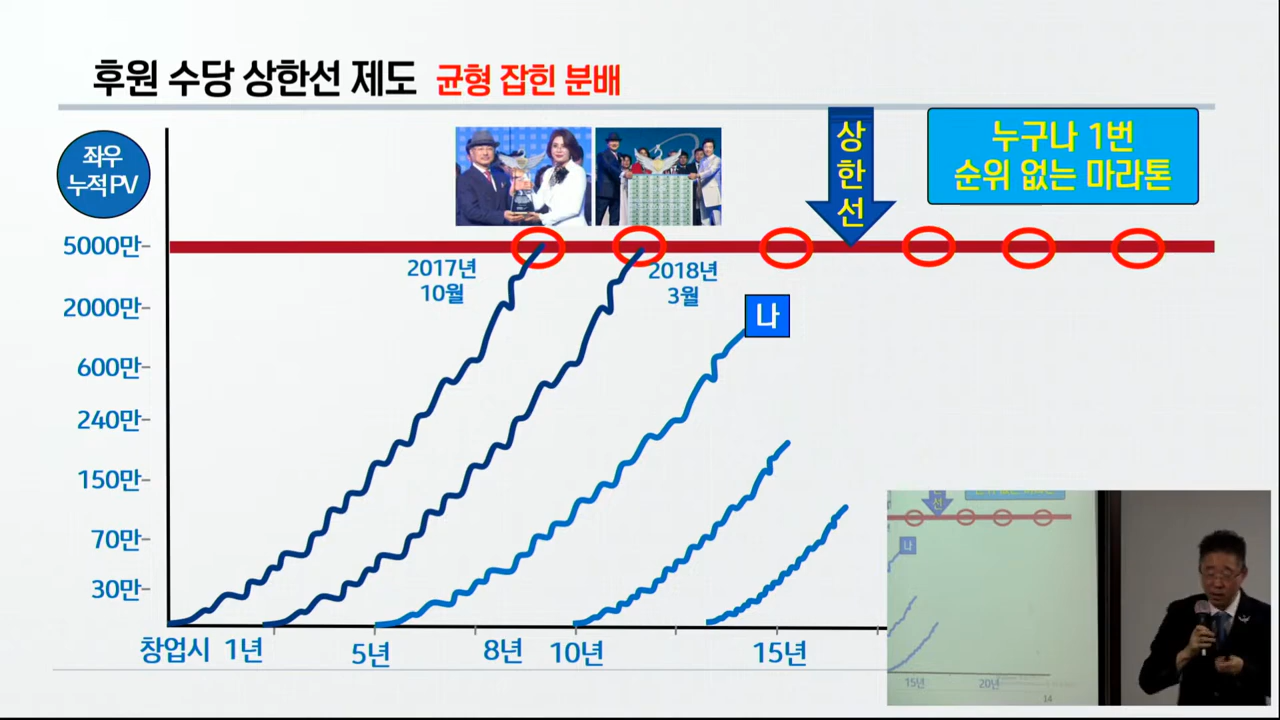 후원 수당 상한선 제도 균형 잡힌 분배
좌우
누적 PV
상
한
선
누구나 1번
순위 없는 마라톤
5000만
2000만
600만
240만
150만
70만
30만
2017년
10월
2018년
3월
나
창업시 1년 5년 8년 10년 15년
선
나
15년 20년
14